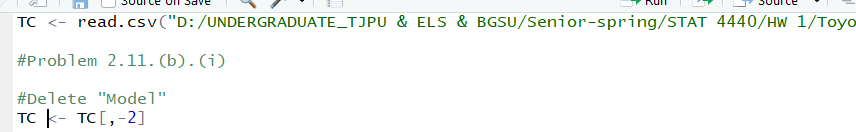 Source on Save Run Source
TC <- read.csv("D:/UNDERGRADUATE_TJPU & ELS & BGSU/Senior-spring/STAT 4440/HW 1/Toyo
#Problem 2.11.(b).(i)
#Delete "Model"
TC <- TC[,-2]